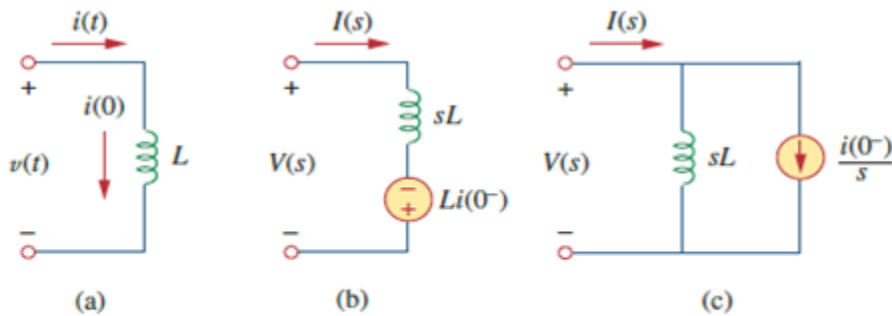 i(t)
+
i(0)
v(t)
L
−
(a)
I(s)
+
sL
V(s)
−
+
Li(0⁻)
−
(b)
I(s)
+
V(s)
sL
i(0⁻)
s
−
(c)